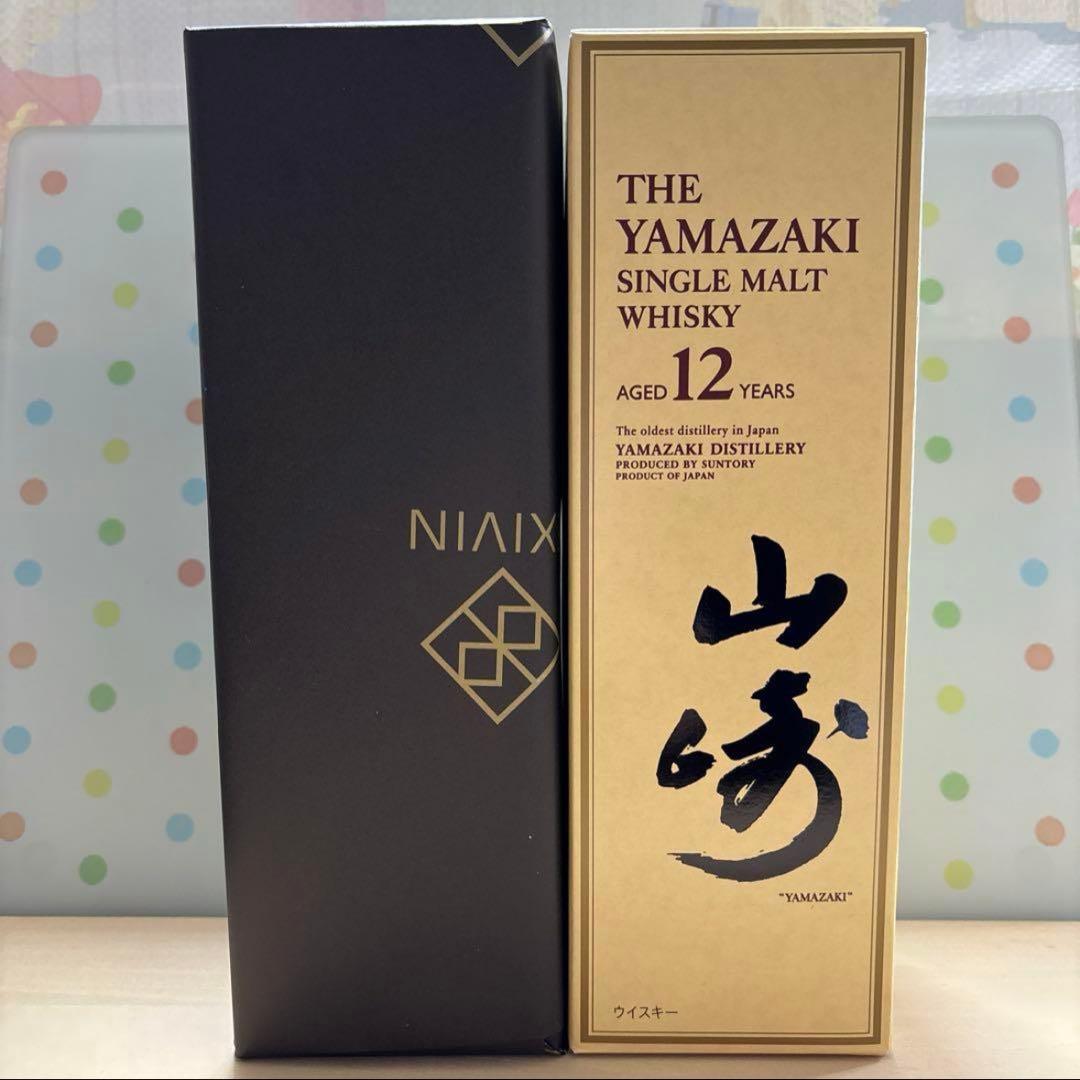 NIΛIX
THE
YAMAZAKI
SINGLE MALT
WHISKY
AGED 12 YEARS
The oldest distillery in Japan
YAMAZAKI DISTILLERY
PRODUCED BY SUNTORY
PRODUCT OF JAPAN
山崎
"YAMAZAKI"
ウイスキー